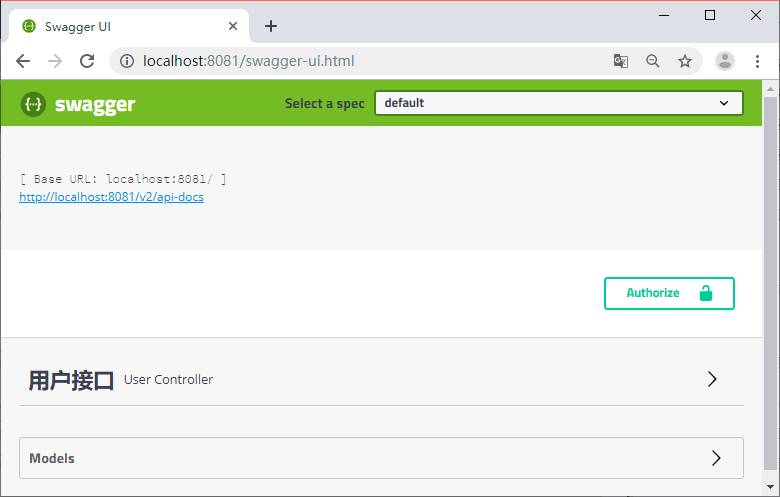 Swagger UI
localhost:8081/swagger-ui.html
swagger
Select a spec
default
[ Base URL: localhost:8081/ ]
http://localhost:8081/v2/api-docs
Authorize
用户接口 User Controller
Models